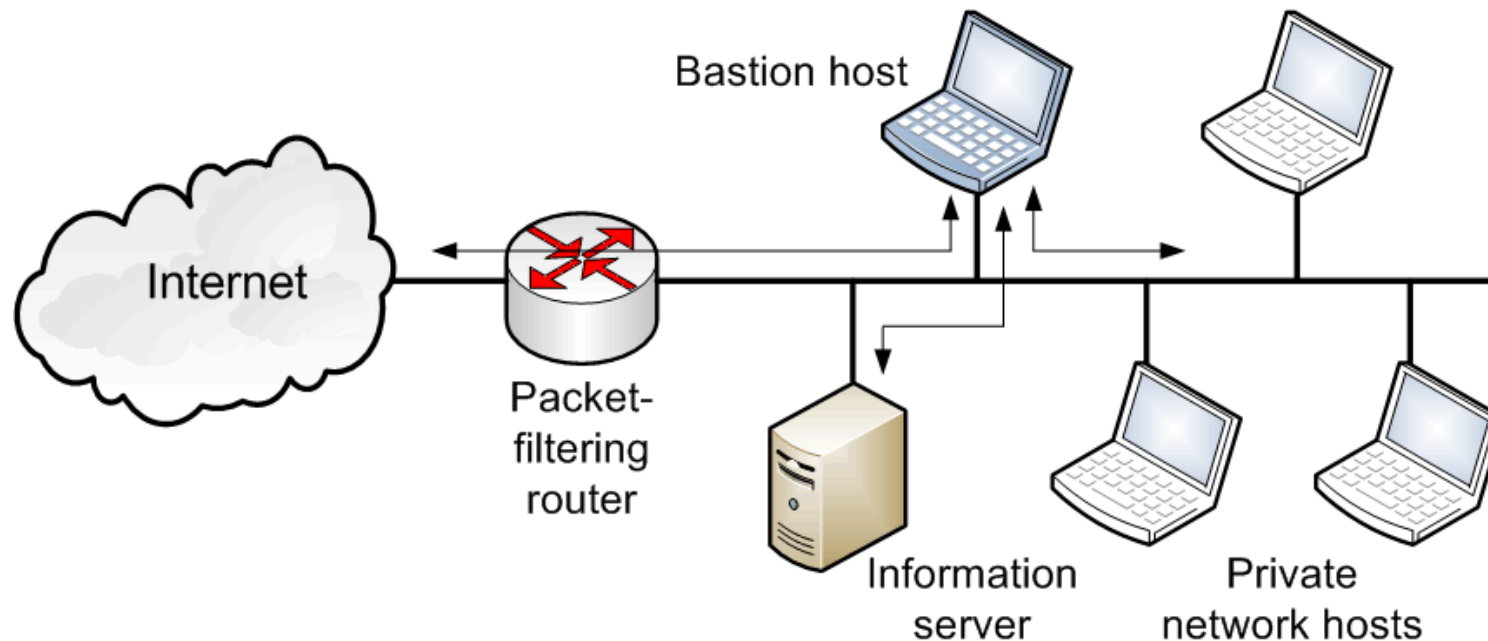 Bastion host
Internet
Packet-
filtering
router
Information
server
Private
network hosts